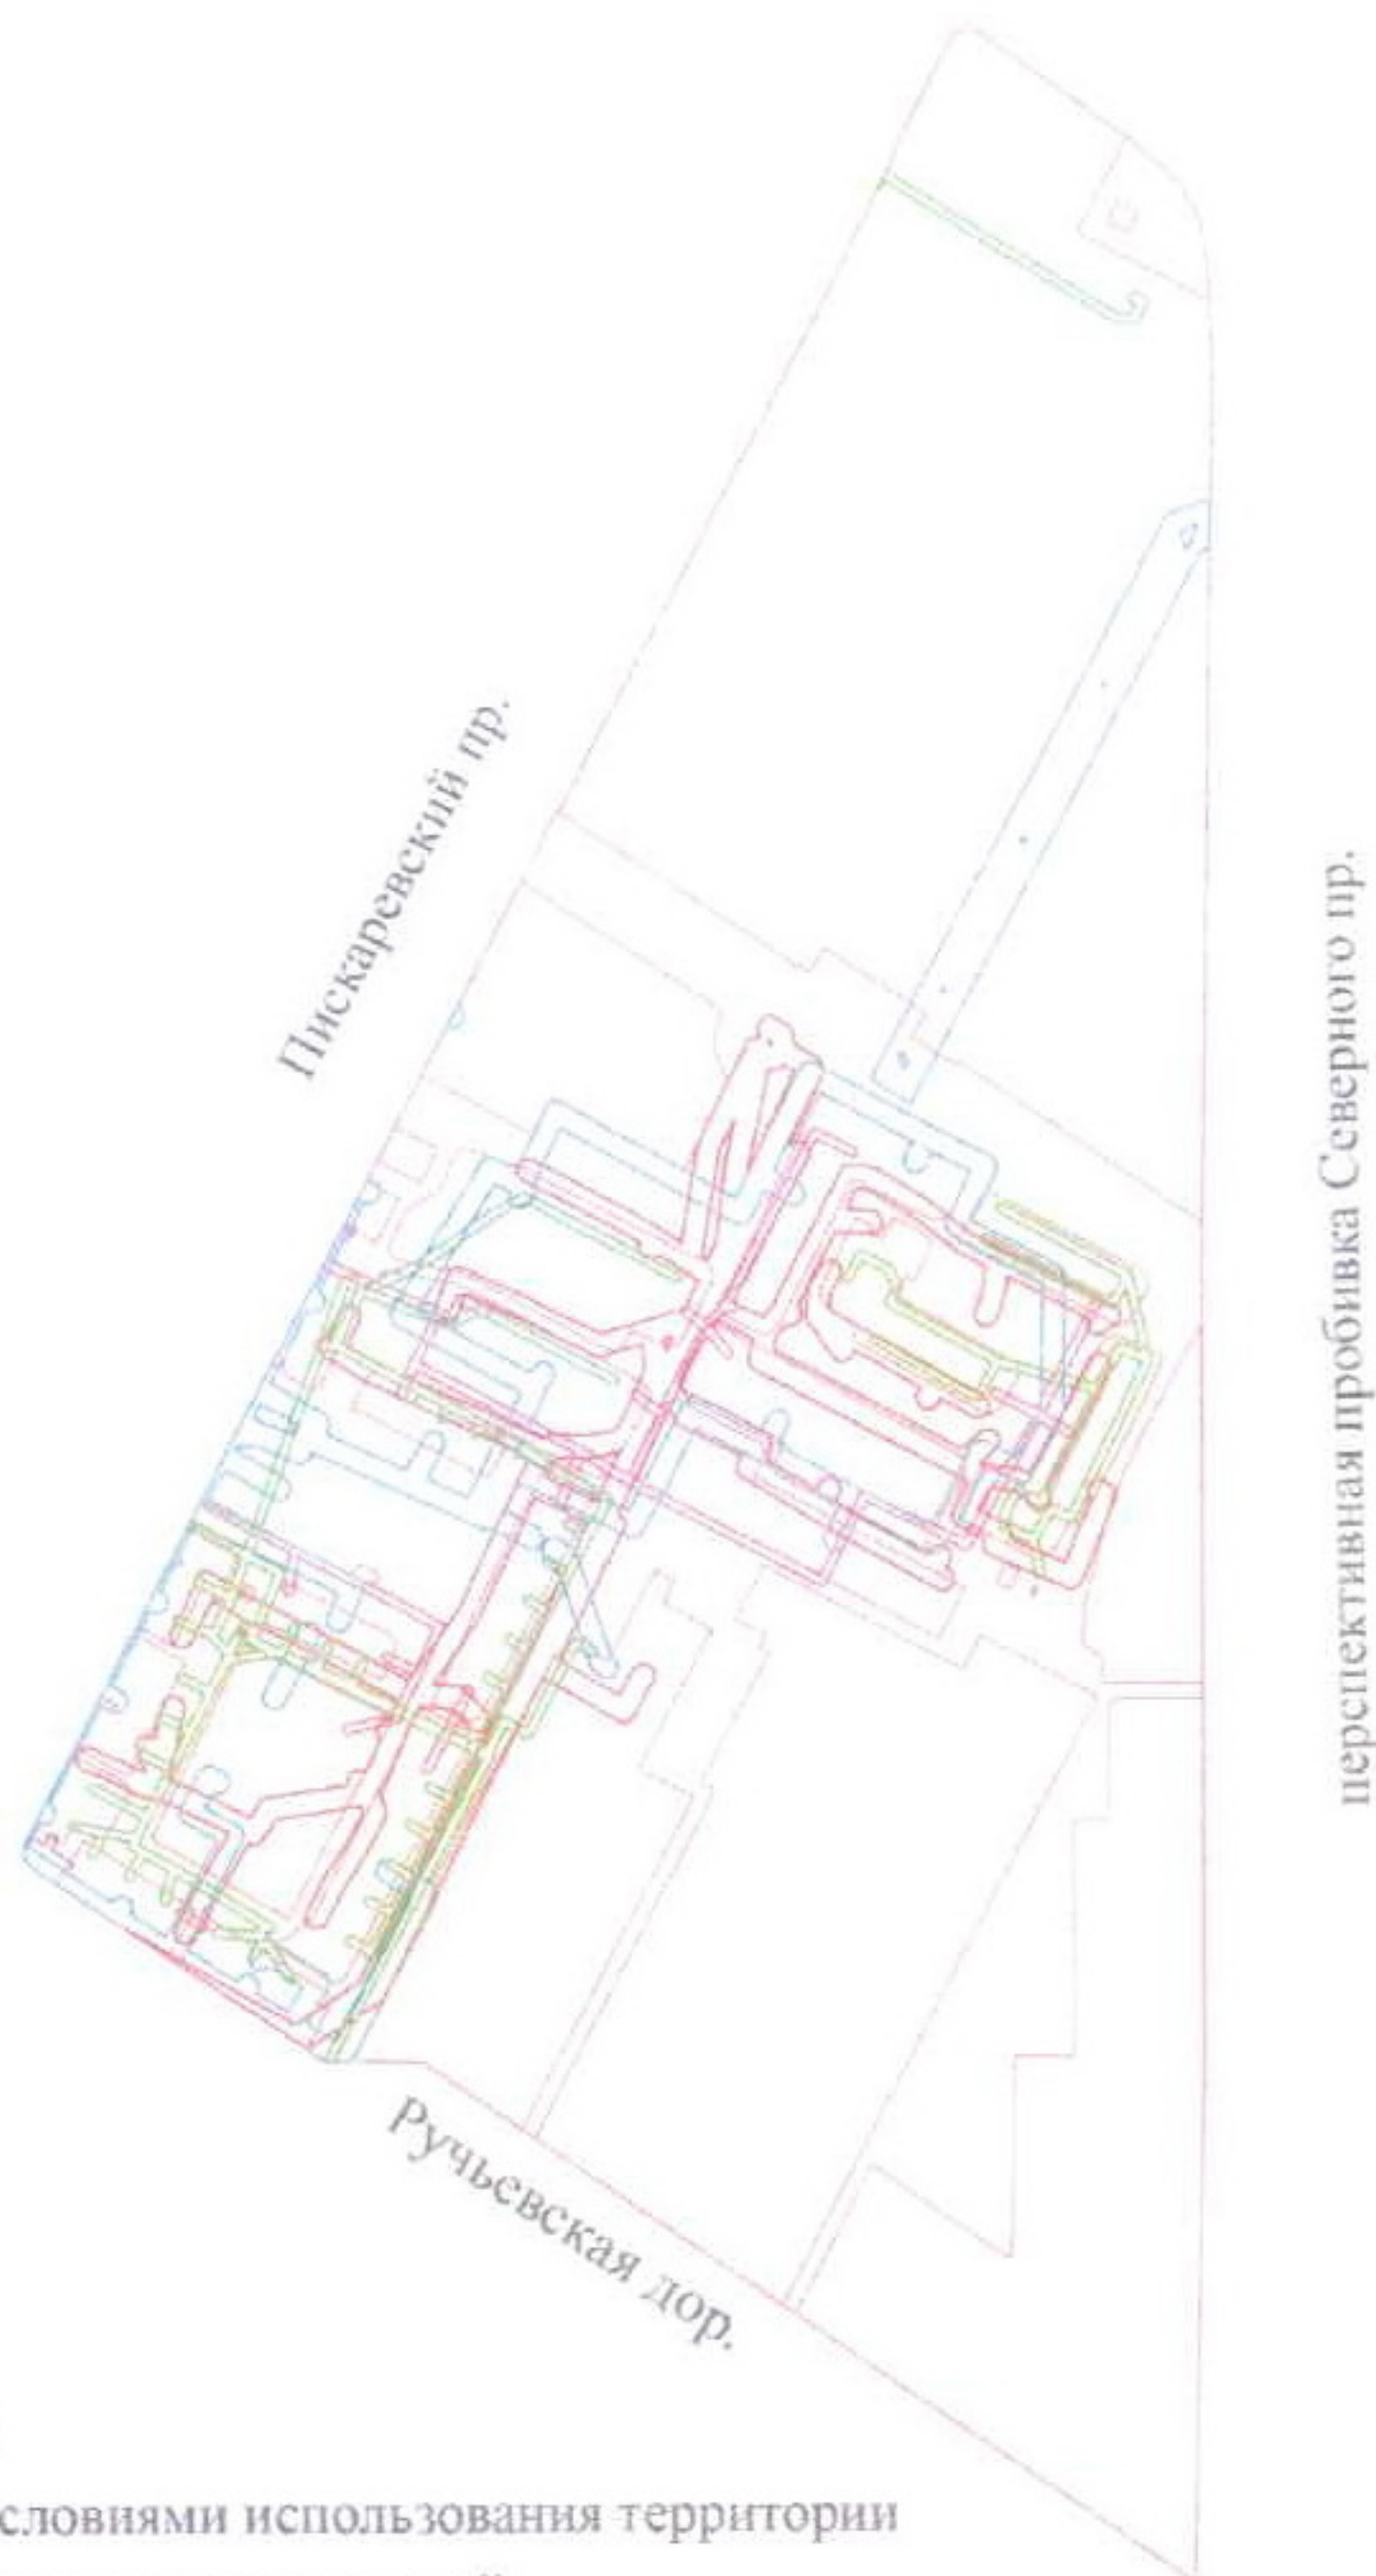 Пискаревский пр.
перспективная пробивка Северного пр.
Ручьевская дор.
словиями использования территории